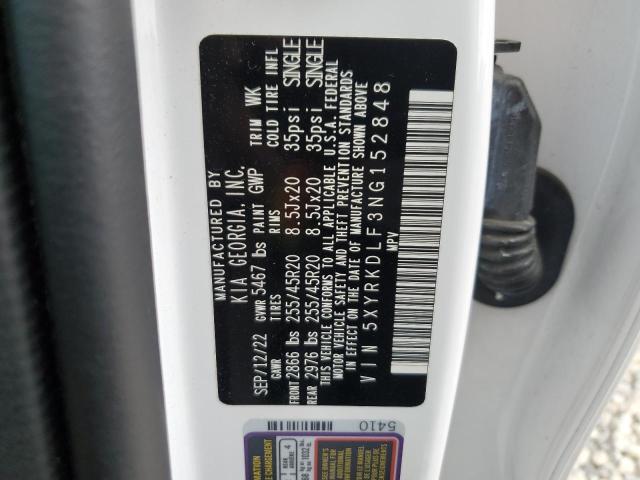 MANUFACTURED BY
KIA GEORGIA, INC.
SEP/12/22 GVWR 5467 lbs PAINT GWP TRIM WK
GAWR TIRES RIMS COLD TIRE INFL
FRONT 2866 lbs 255/45R20 8.5Jx20 35psi SINGLE
REAR 2976 lbs 255/45R20 8.5Jx20 35psi SINGLE
THIS VEHICLE CONFORMS TO ALL APPLICABLE U.S.A. FEDERAL
MOTOR VEHICLE SAFETY AND THEFT PREVENTION STANDARDS
IN EFFECT ON THE DATE OF MANUFACTURE SHOWN ABOVE
VIN 5XYRKDLF3NG152848
MPV
5410